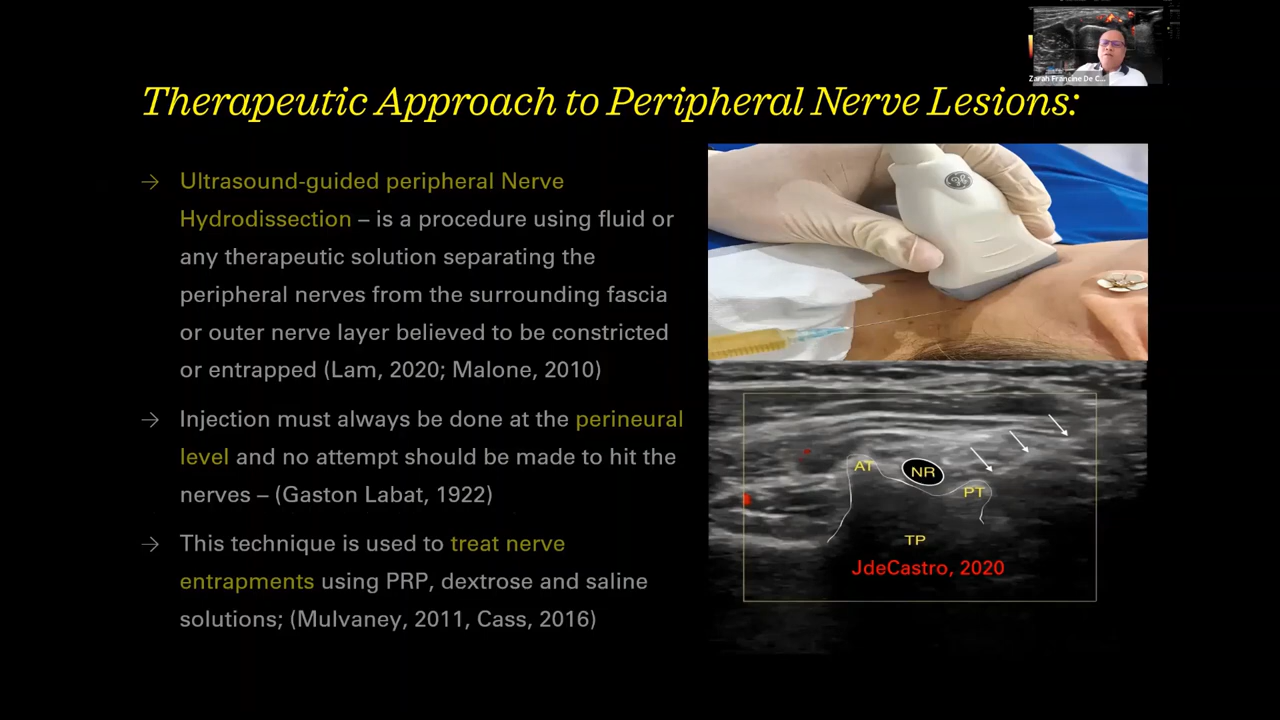 Zarah Francine De C...
Therapeutic Approach to Peripheral Nerve Lesions:
→ Ultrasound-guided peripheral Nerve
Hydrodissection – is a procedure using fluid or
any therapeutic solution separating the
peripheral nerves from the surrounding fascia
or outer nerve layer believed to be constricted
or entrapped (Lam, 2020; Malone, 2010)
→ Injection must always be done at the perineural
level and no attempt should be made to hit the
nerves – (Gaston Labat, 1922)
→ This technique is used to treat nerve
entrapments using PRP, dextrose and saline
solutions; (Mulvaney, 2011, Cass, 2016)
GE
AT
NR
PT
TP
JdeCastro, 2020